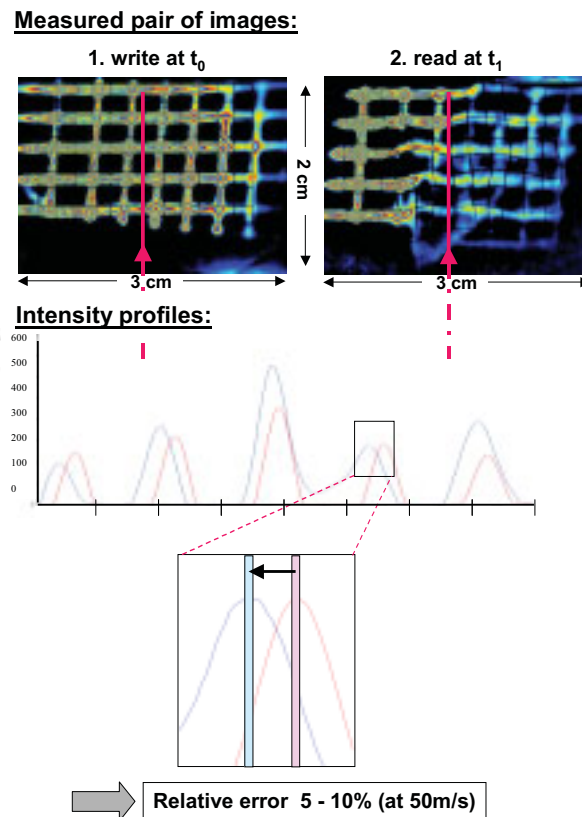 Measured pair of images:
1. write at t0
2. read at t1
2 cm
3 cm
3 cm
Intensity profiles:
600
500
400
300
200
100
0
Relative error 5 - 10% (at 50m/s)